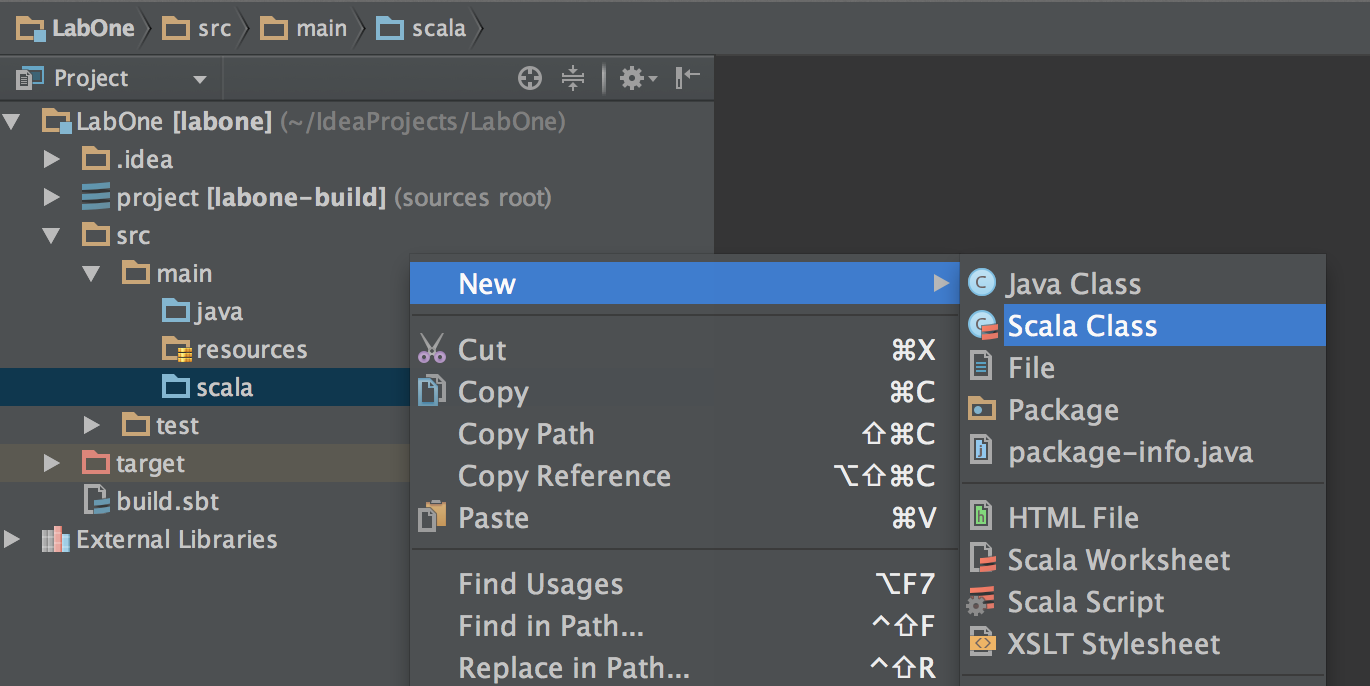 LabOne src main scala
Project
LabOne [labone] (~/IdeaProjects/LabOne)
.idea
project [labone-build] (sources root)
src
main
java
resources
scala
test
target
build.sbt
External Libraries
New
Cut ⌘X
Copy ⌘C
Copy Path ⇧⌘C
Copy Reference ⌥⇧⌘C
Paste ⌘V
Find Usages ⌥F7
Find in Path... ^⇧F
Replace in Path... ^⇧R
Java Class
Scala Class
File
Package
package-info.java
HTML File
Scala Worksheet
Scala Script
XSLT Stylesheet